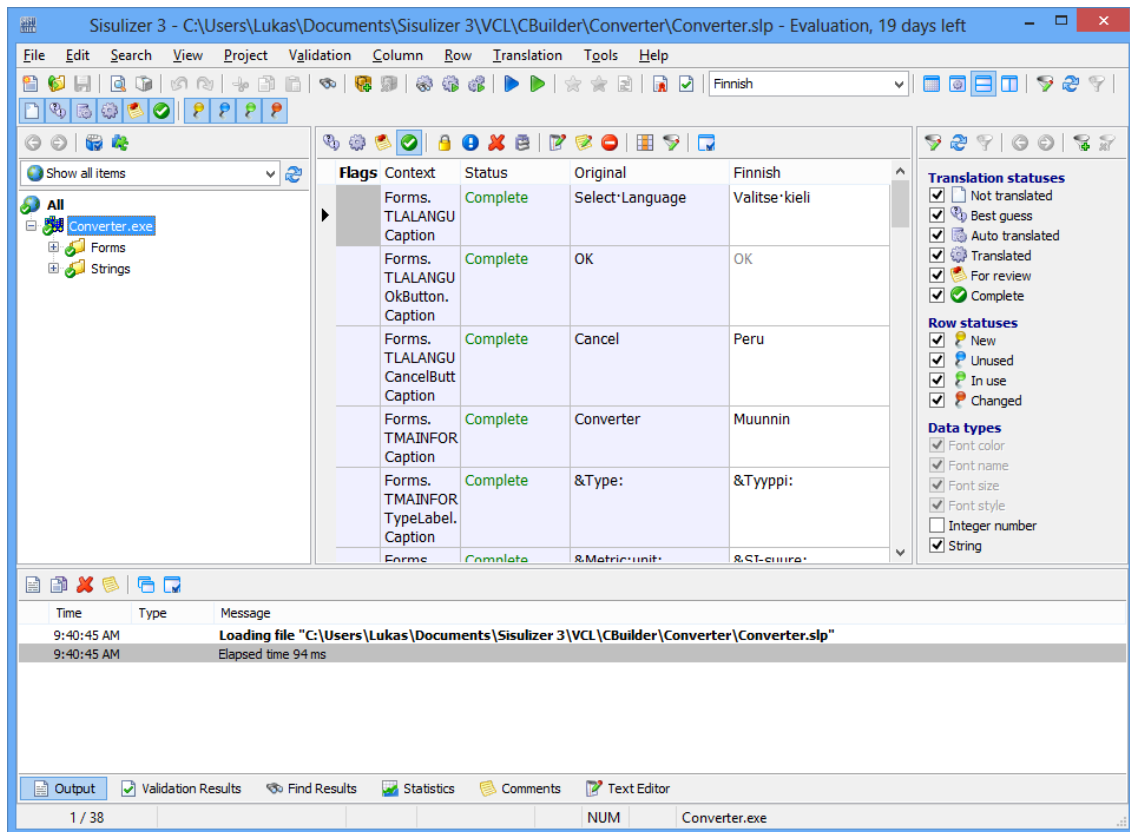 Sisulizer 3 - C:\Users\Lukas\Documents\Sisulizer 3\VCL\CBuilder\Converter\Converter.slp - Evaluation, 19 days left
File Edit Search View Project Validation Column Row Translation Tools Help
Finnish
Show all items
All
Converter.exe
Forms
Strings
Flags Context Status Original Finnish
Forms.
TLALANGU
Caption
Complete Select·Language Valitse·kieli
Forms.
TLALANGU
OkButton.
Caption
Complete OK OK
Forms.
TLALANGU
CancelButt
Caption
Complete Cancel Peru
Forms.
TMAINFOR
Caption
Complete Converter Muunnin
Forms.
TMAINFOR
TypeLabel.
Caption
Complete &Type: &Tyyppi:
Forms Complete &Metric·unit: &SI-suure:
Translation statuses
Not translated
Best guess
Auto translated
Translated
For review
Complete
Row statuses
New
Unused
In use
Changed
Data types
Font color
Font name
Font size
Font style
Integer number
String
Time Type Message
9:40:45 AM Loading file "C:\Users\Lukas\Documents\Sisulizer 3\VCL\CBuilder\Converter\Converter.slp"
9:40:45 AM Elapsed time 94 ms
Output Validation Results Find Results Statistics Comments Text Editor
1 / 38 NUM Converter.exe